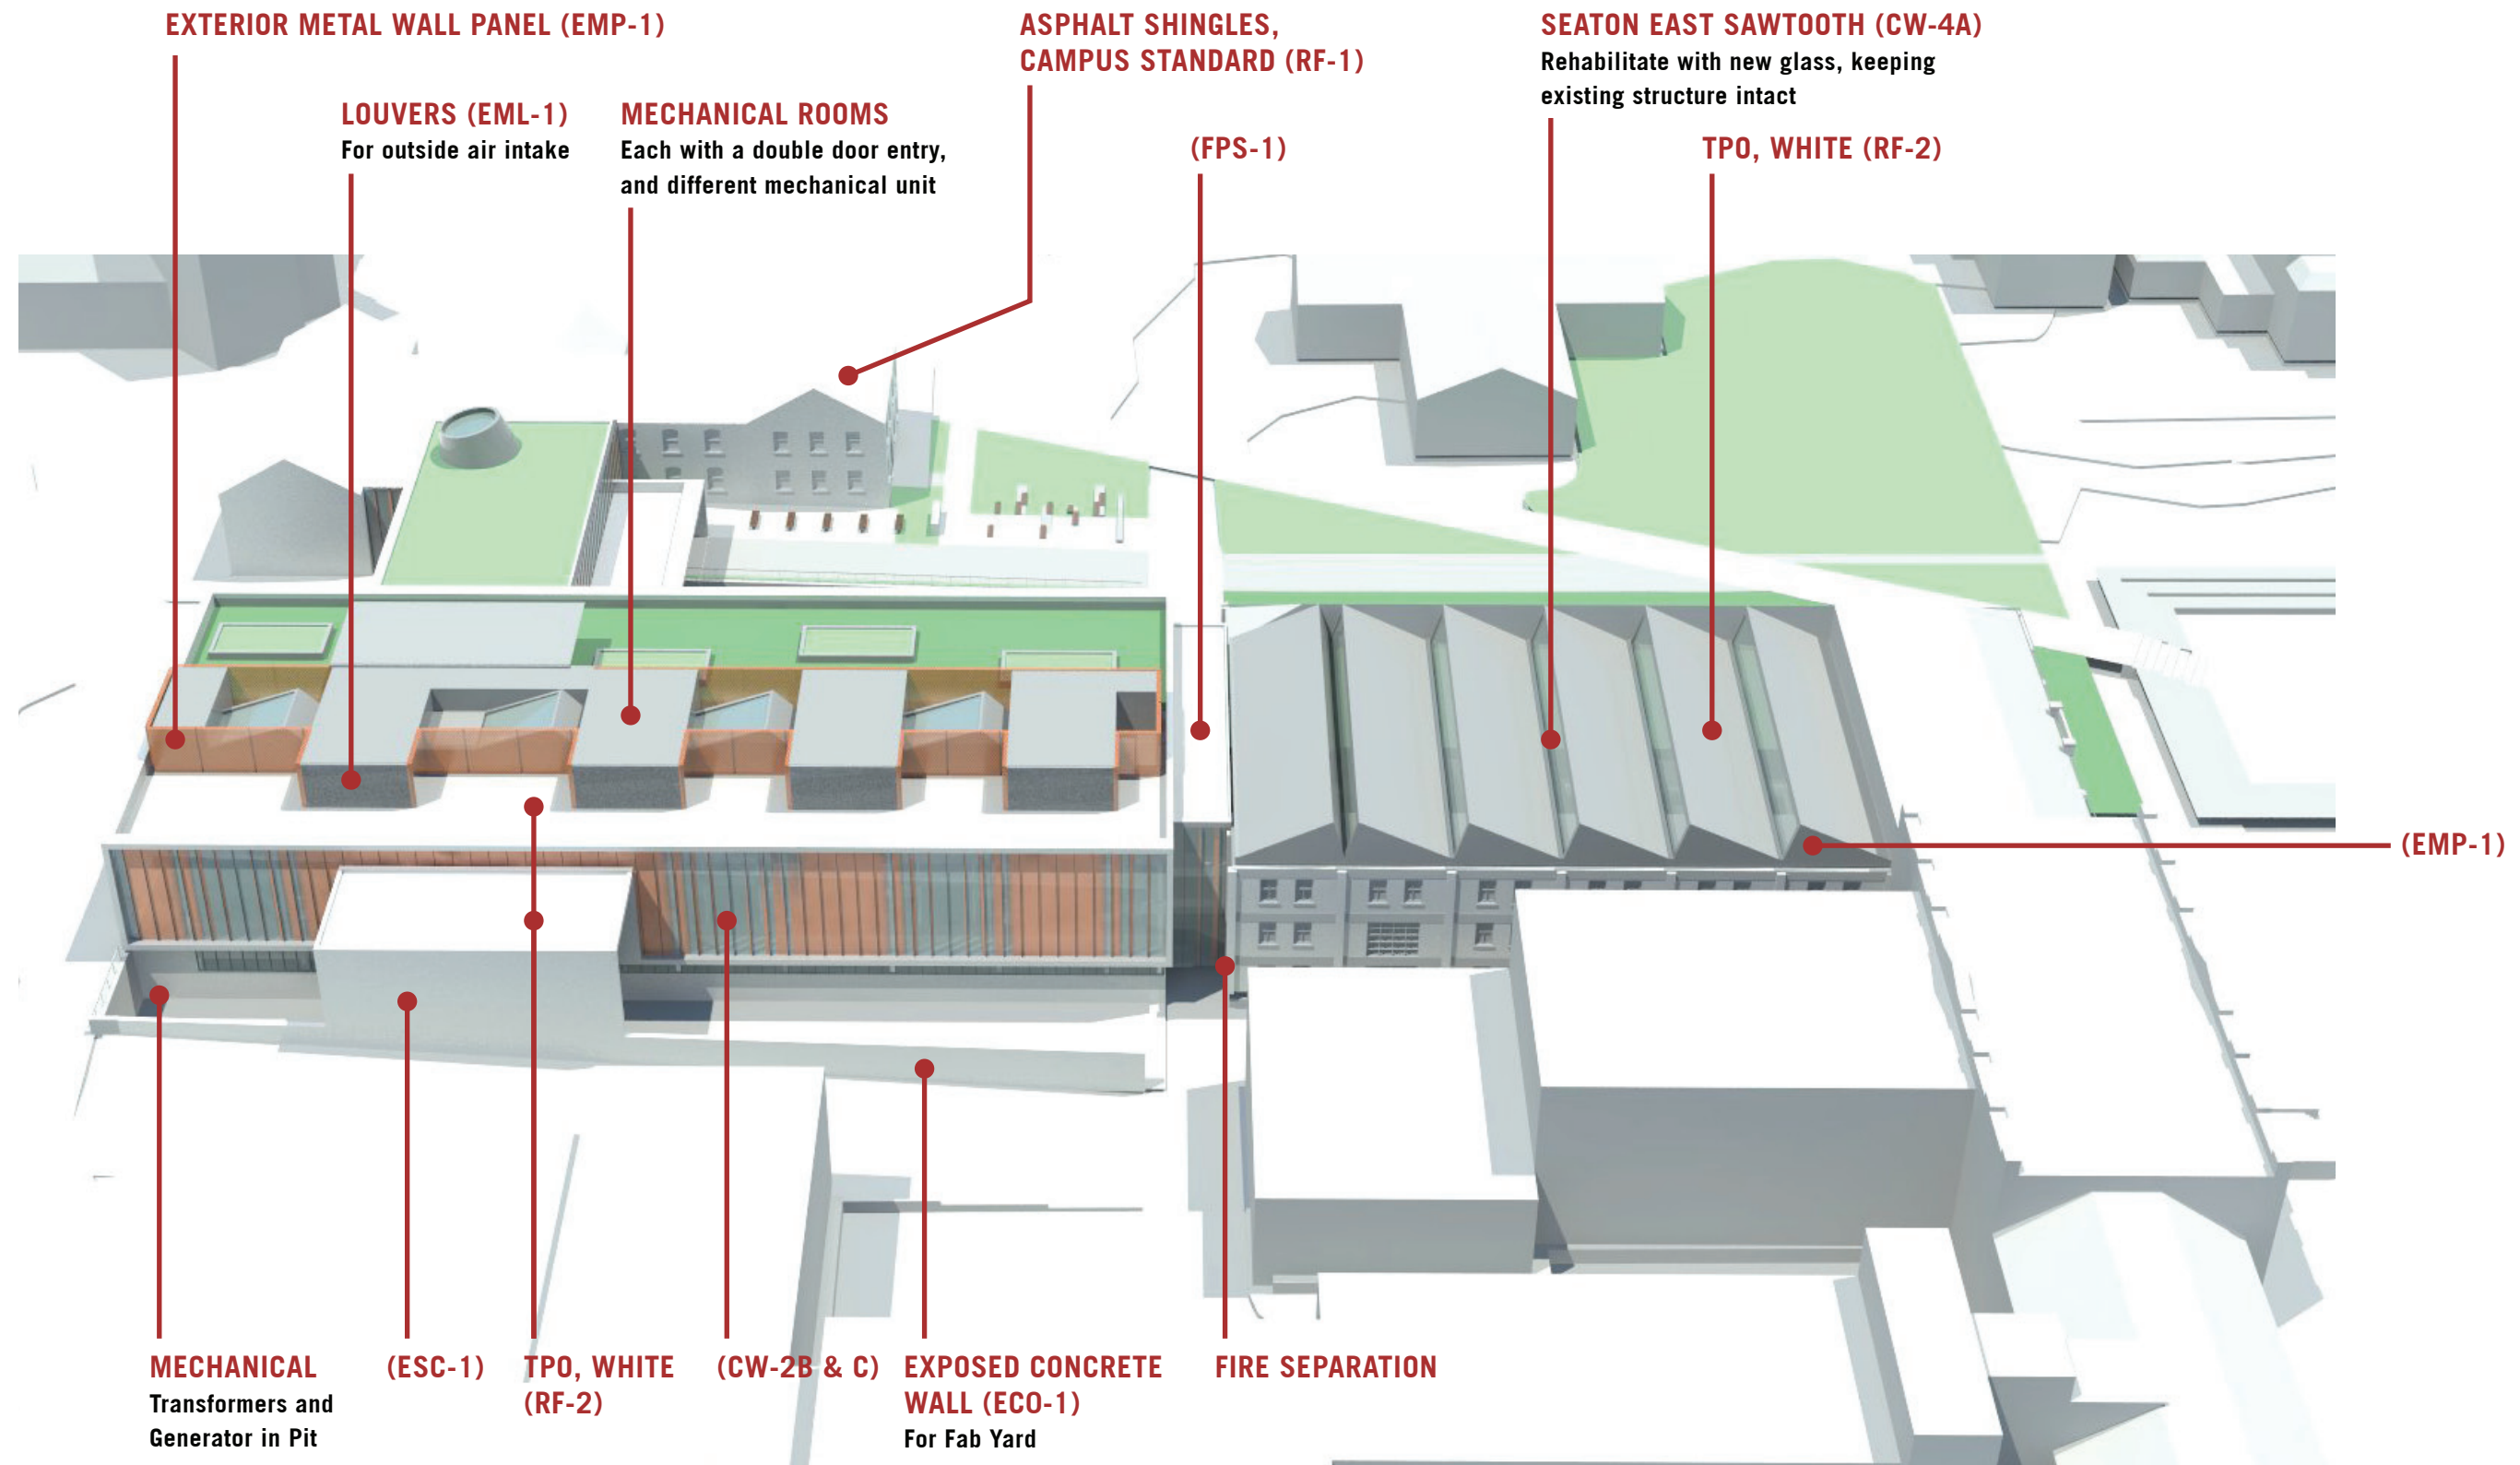 EXTERIOR METAL WALL PANEL (EMP-1)
ASPHALT SHINGLES,
CAMPUS STANDARD (RF-1)
SEATON EAST SAWTOOTH (CW-4A)
Rehabilitate with new glass, keeping
existing structure intact
LOUVERS (EML-1)
For outside air intake
MECHANICAL ROOMS
Each with a double door entry,
and different mechanical unit
(FPS-1)
TPO, WHITE (RF-2)
(EMP-1)
MECHANICAL
Transformers and
Generator in Pit
(ESC-1)
TPO, WHITE
(RF-2)
(CW-2B & C)
EXPOSED CONCRETE
WALL (ECO-1)
For Fab Yard
FIRE SEPARATION